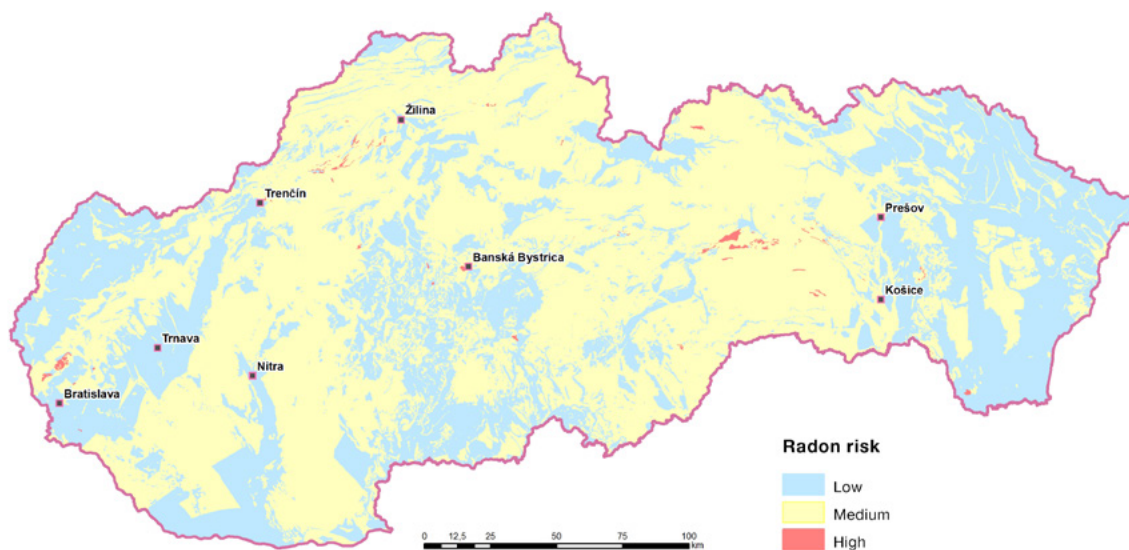 Žilina
Trenčín
Prešov
Banská Bystrica
Košice
Trnava
Nitra
Bratislava
Radon risk
Low
Medium
High
0 12,5 25 50 75 100
km